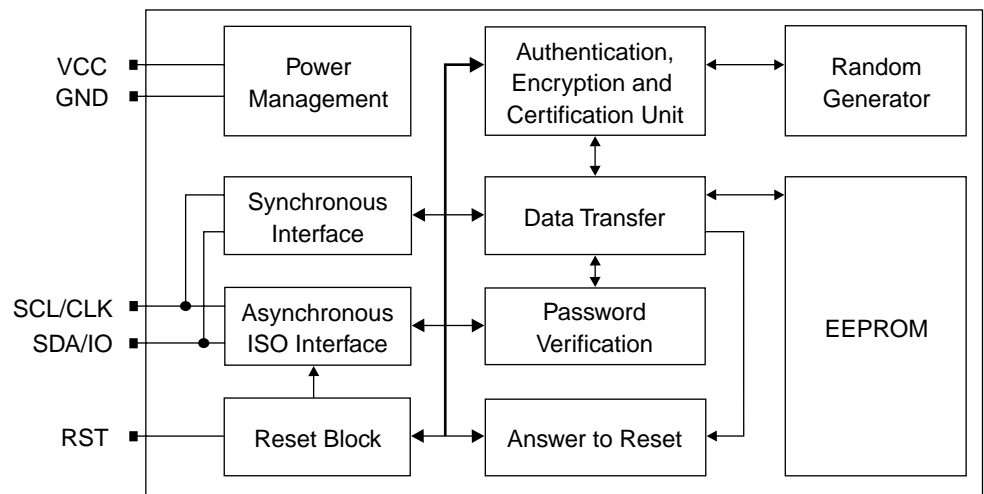 VCC
GND
Power
Management
Authentication,
Encryption and
Certification Unit
Random
Generator
Synchronous
Interface
Data Transfer
SCL/CLK
SDA/IO
Asynchronous
ISO Interface
Password
Verification
EEPROM
RST
Reset Block
Answer to Reset